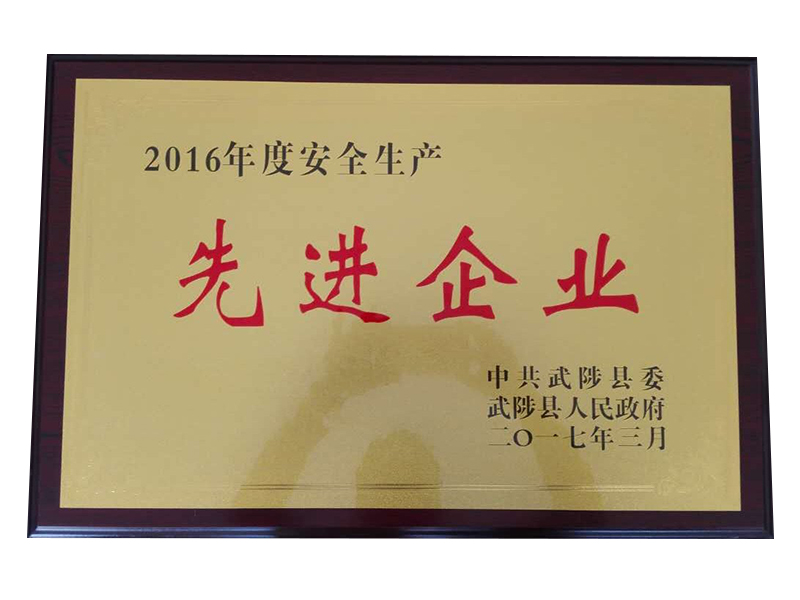 2016年度安全生产
先进企业
中共武陟县委
武陟县人民政府
二〇一七年三月